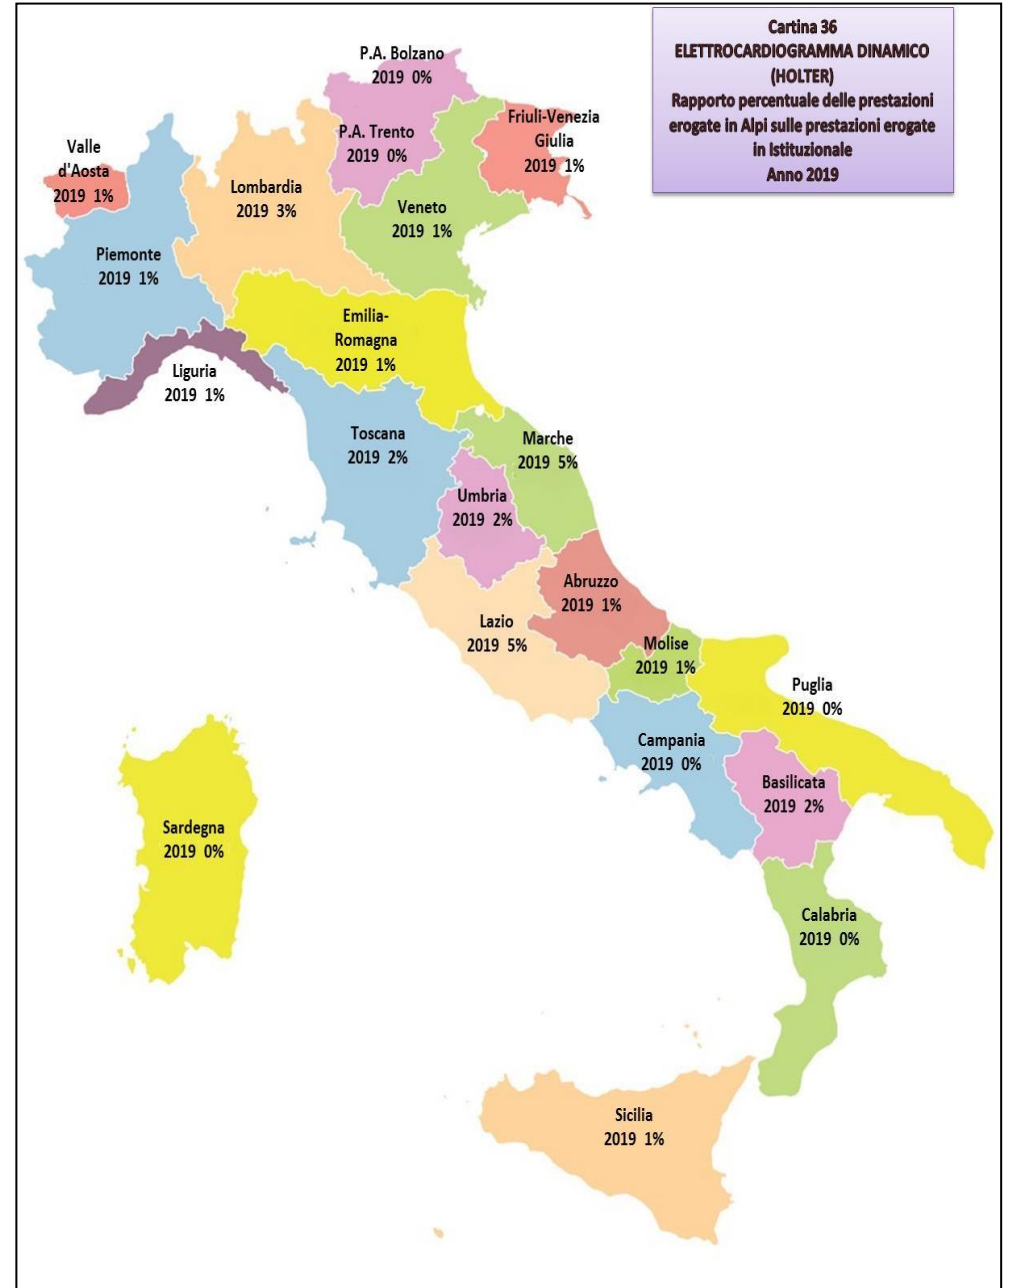 Cartina 36
ELETTROCARDIOGRAMMA DINAMICO
(HOLTER)
Rapporto percentuale delle prestazioni
erogate in Alpi sulle prestazioni erogate
in Istituzionale
Anno 2019
P.A. Bolzano
2019 0%
P.A. Trento
2019 0%
Friuli-Venezia
Giulia
2019 1%
Valle
d'Aosta
2019 1%
Lombardia
2019 3%
Veneto
2019 1%
Piemonte
2019 1%
Emilia-
Romagna
2019 1%
Liguria
2019 1%
Toscana
2019 2%
Marche
2019 5%
Umbria
2019 2%
Abruzzo
2019 1%
Lazio
2019 5%
Molise
2019 1%
Puglia
2019 0%
Campania
2019 0%
Basilicata
2019 2%
Sardegna
2019 0%
Calabria
2019 0%
Sicilia
2019 1%